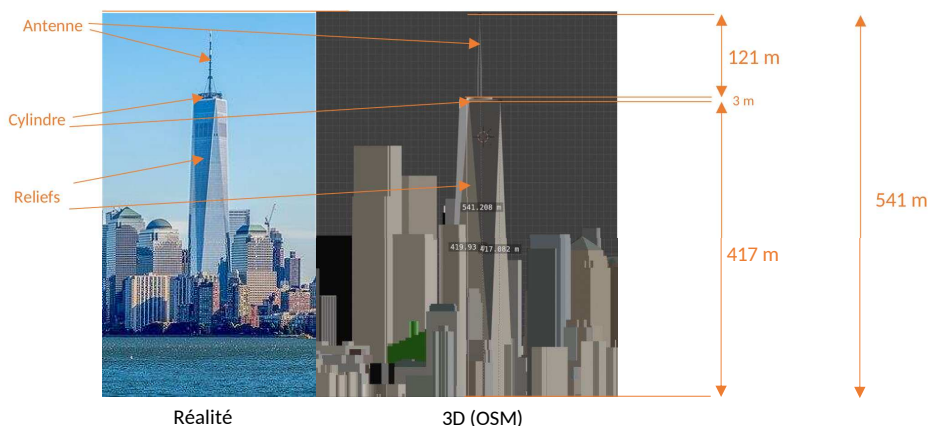 Antenne
121 m
3 m
Cylindre
Reliefs
541.208 m
541 m
419.93
417.082 m
417 m
Réalité
3D (OSM)